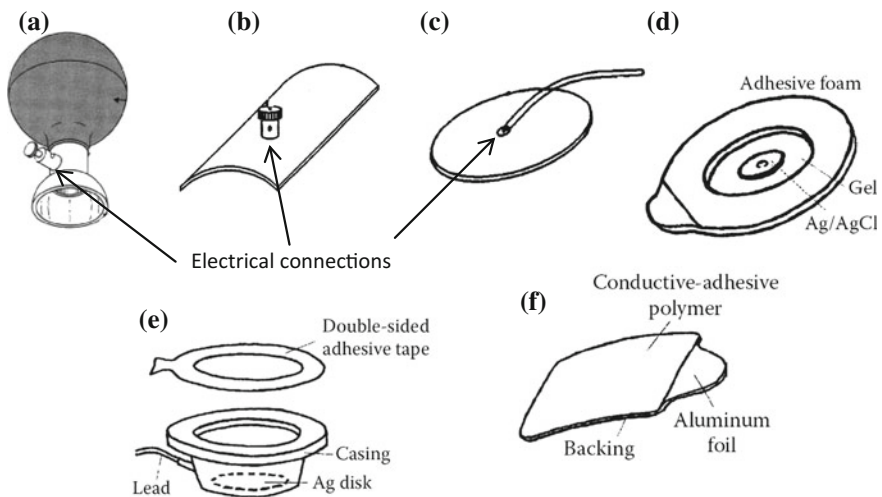 (a)
(b)
(c)
(d)
Adhesive foam
Gel
Ag/AgCl
Electrical connections
(e)
Double-sided
adhesive tape
Casing
Lead
Ag disk
(f)
Conductive-adhesive
polymer
Aluminum
foil
Backing